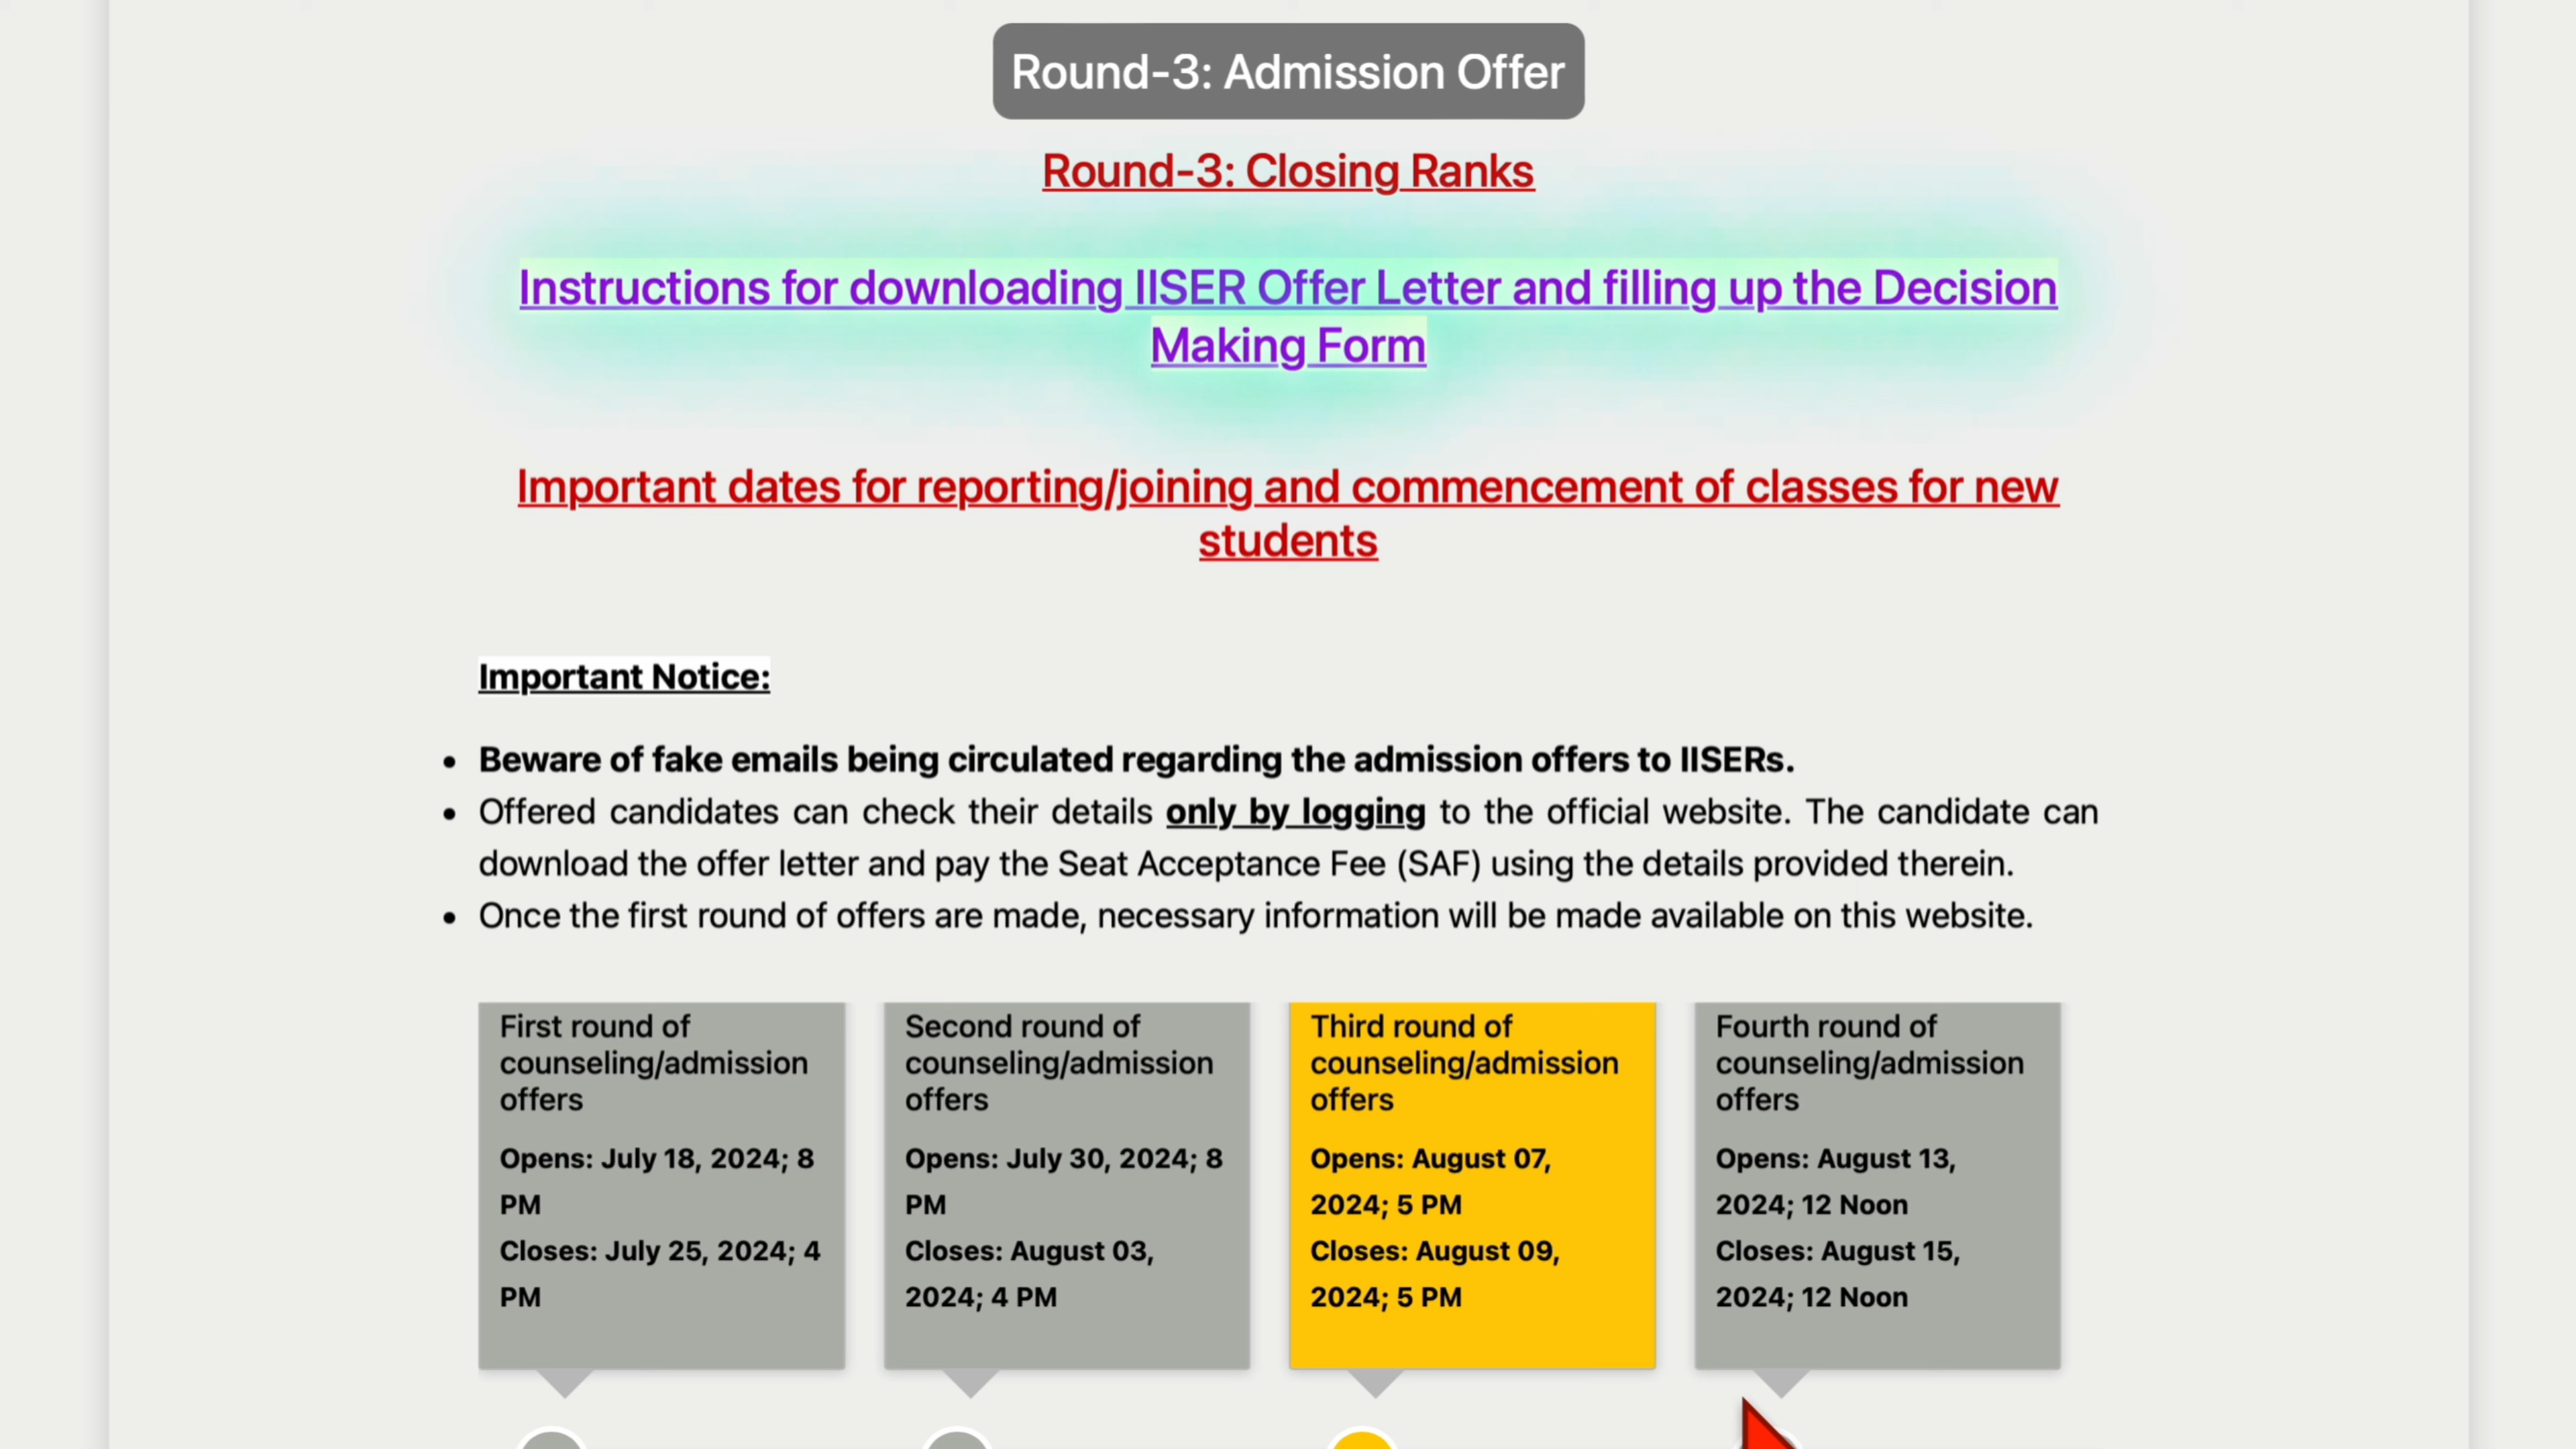 Round-3: Admission Offer
Round-3: Closing Ranks
Instructions for downloading IISER Offer Letter and filling up the Decision
Making Form
Important dates for reporting/joining and commencement of classes for new
students
Important Notice:
• Beware of fake emails being circulated regarding the admission offers to IISERs.
• Offered candidates can check their details only by logging to the official website. The candidate can
download the offer letter and pay the Seat Acceptance Fee (SAF) using the details provided therein.
• Once the first round of offers are made, necessary information will be made available on this website.
First round of
counseling/admission
offers
Opens: July 18, 2024; 8
PM
Closes: July 25, 2024; 4
PM
Second round of
counseling/admission
offers
Opens: July 30, 2024; 8
PM
Closes: August 03,
2024; 4 PM
Third round of
counseling/admission
offers
Opens: August 07,
2024; 5 PM
Closes: August 09,
2024; 5 PM
Fourth round of
counseling/admission
offers
Opens: August 13,
2024; 12 Noon
Closes: August 15,
2024; 12 Noon